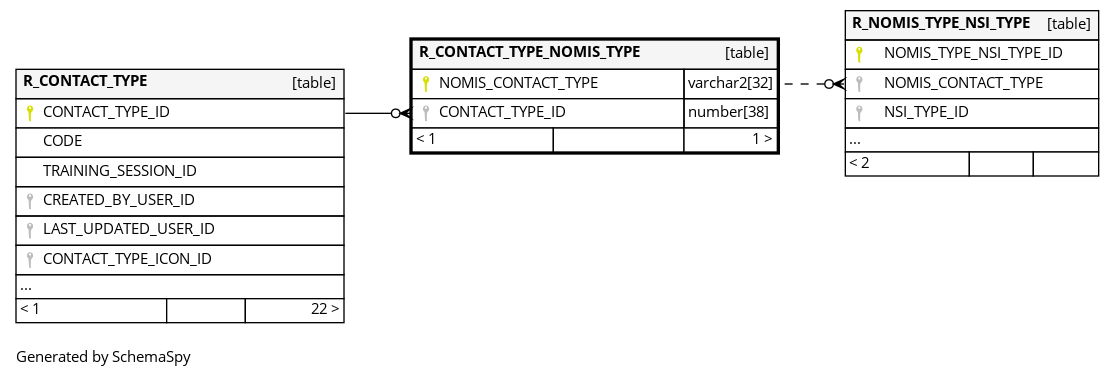 R_CONTACT_TYPE [table]
CONTACT_TYPE_ID
CODE
TRAINING_SESSION_ID
CREATED_BY_USER_ID
LAST_UPDATED_USER_ID
CONTACT_TYPE_ICON_ID
...
< 1 22 >
R_CONTACT_TYPE_NOMIS_TYPE [table]
NOMIS_CONTACT_TYPE varchar2[32]
CONTACT_TYPE_ID number[38]
< 1 1 >
R_NOMIS_TYPE_NSI_TYPE [table]
NOMIS_TYPE_NSI_TYPE_ID
NOMIS_CONTACT_TYPE
NSI_TYPE_ID
...
< 2
Generated by SchemaSpy